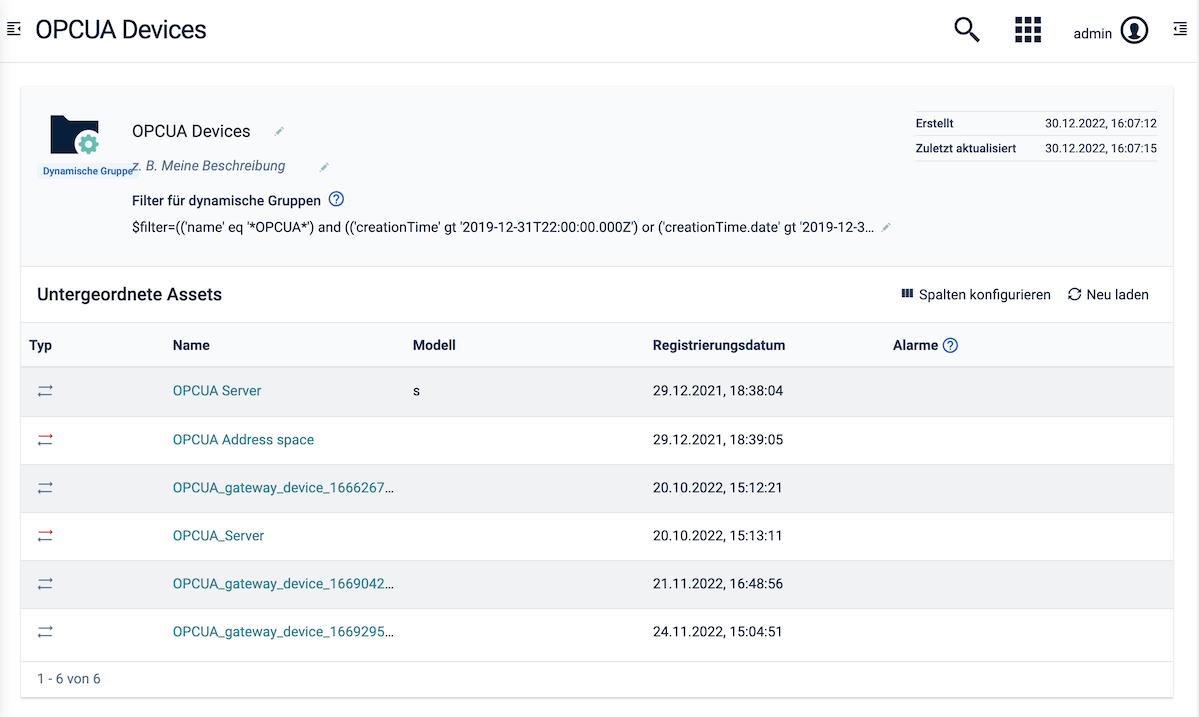 OPCUA Devices
admin
OPCUA Devices
Erstellt 30.12.2022, 16:07:12
Zuletzt aktualisiert 30.12.2022, 16:07:15
Dynamische Gruppe
z. B. Meine Beschreibung
Filter für dynamische Gruppen
$filter=(('name' eq '*OPCUA*') and (('creationTime' gt '2019-12-31T22:00:00.000Z') or ('creationTime.date' gt '2019-12-3...
Untergeordnete Assets
Spalten konfigurieren Neu laden
Typ Name Modell Registrierungsdatum Alarme
OPCUA Server s 29.12.2021, 18:38:04
OPCUA Address space 29.12.2021, 18:39:05
OPCUA_gateway_device_1666267... 20.10.2022, 15:12:21
OPCUA_Server 20.10.2022, 15:13:11
OPCUA_gateway_device_1669042... 21.11.2022, 16:48:56
OPCUA_gateway_device_1669295... 24.11.2022, 15:04:51
1 - 6 von 6